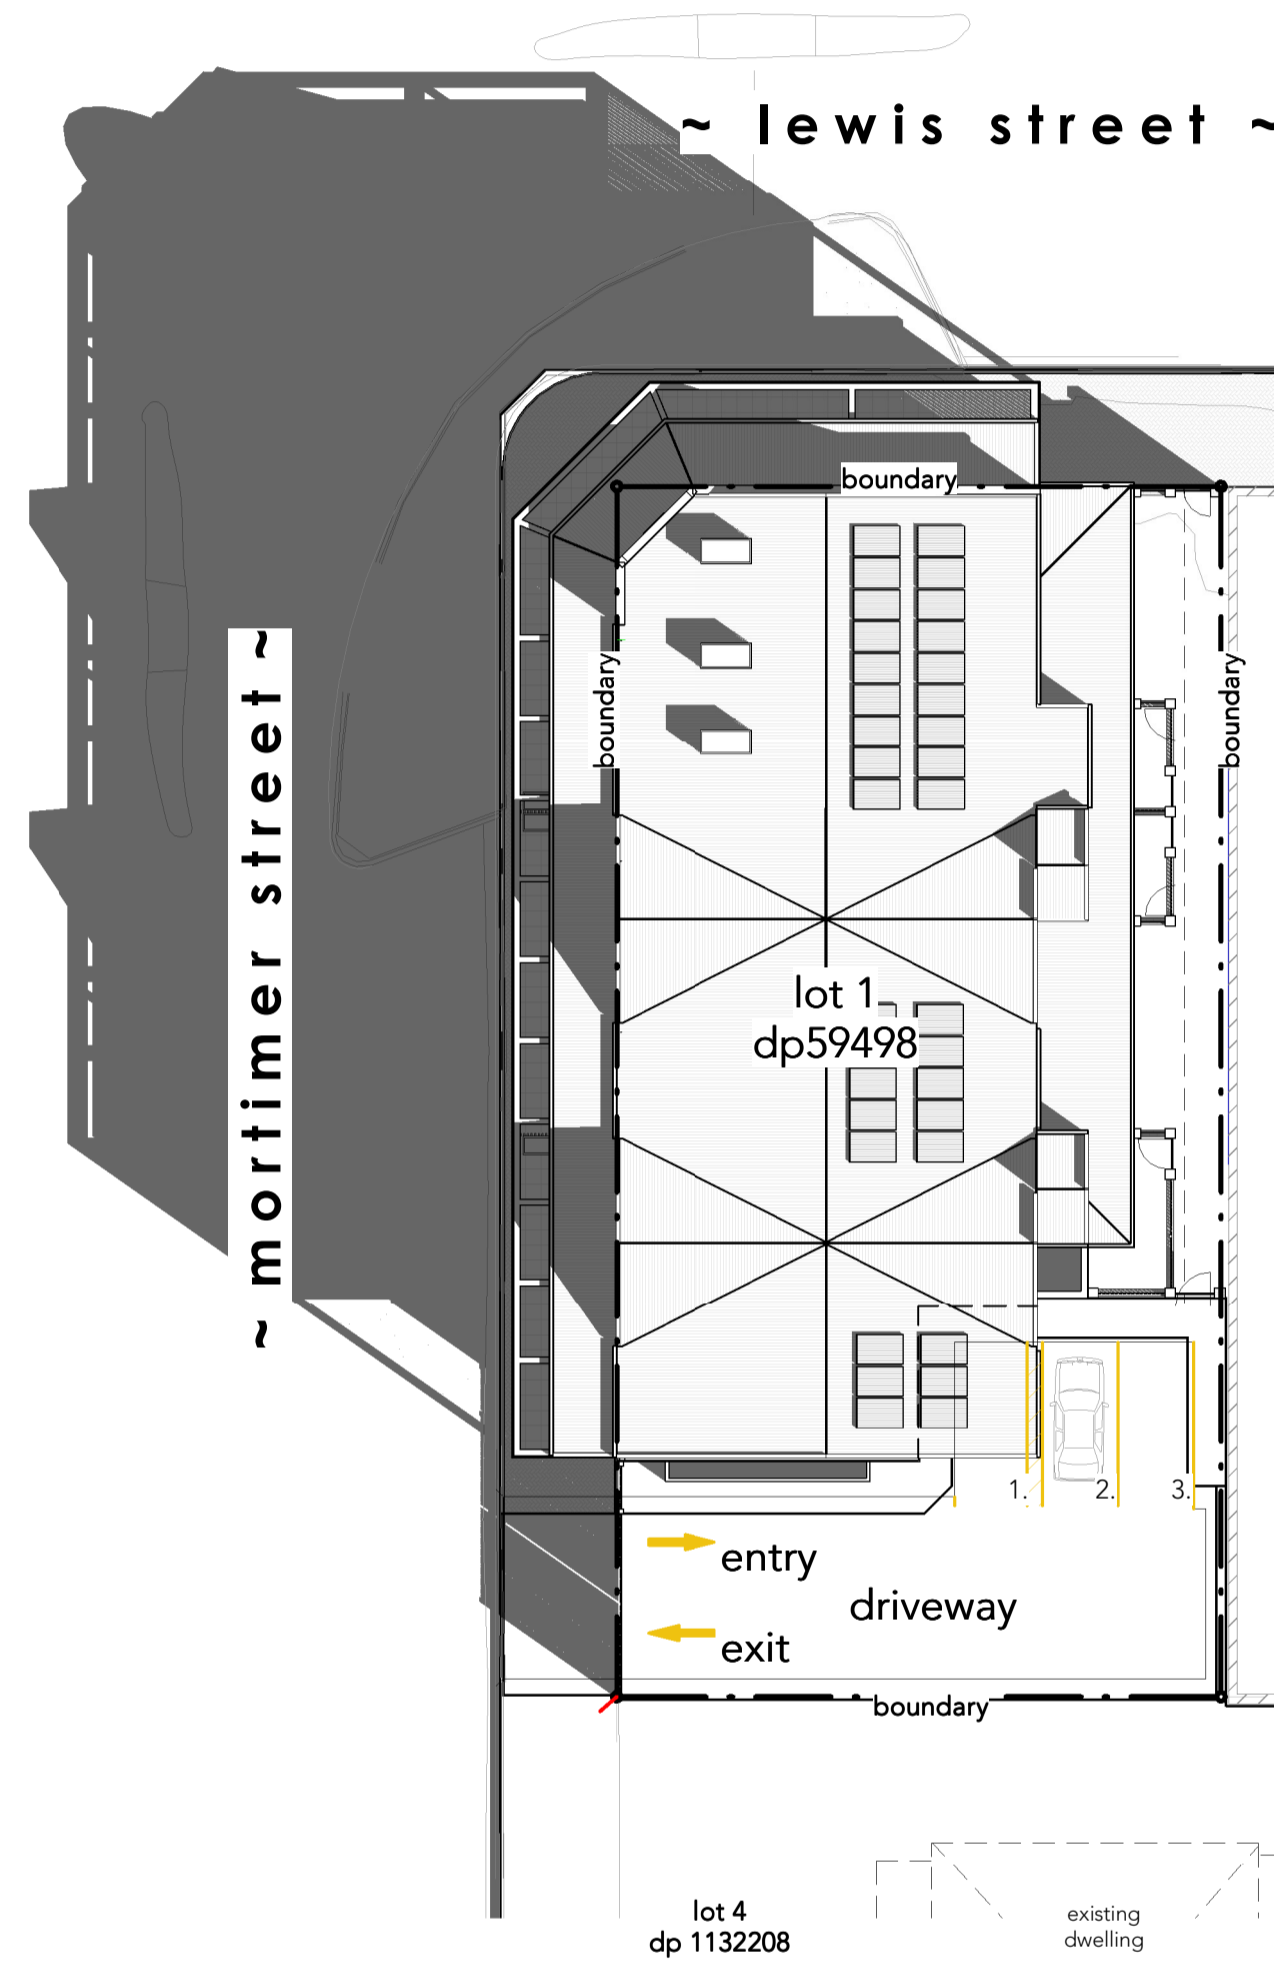 ~ lewis street ~
boundary
boundary
boundary
~ mortimer street ~
lot 1
dp59498
1.
2.
3.
entry
driveway
exit
boundary
lot 4
dp 1132208
existing
dwelling